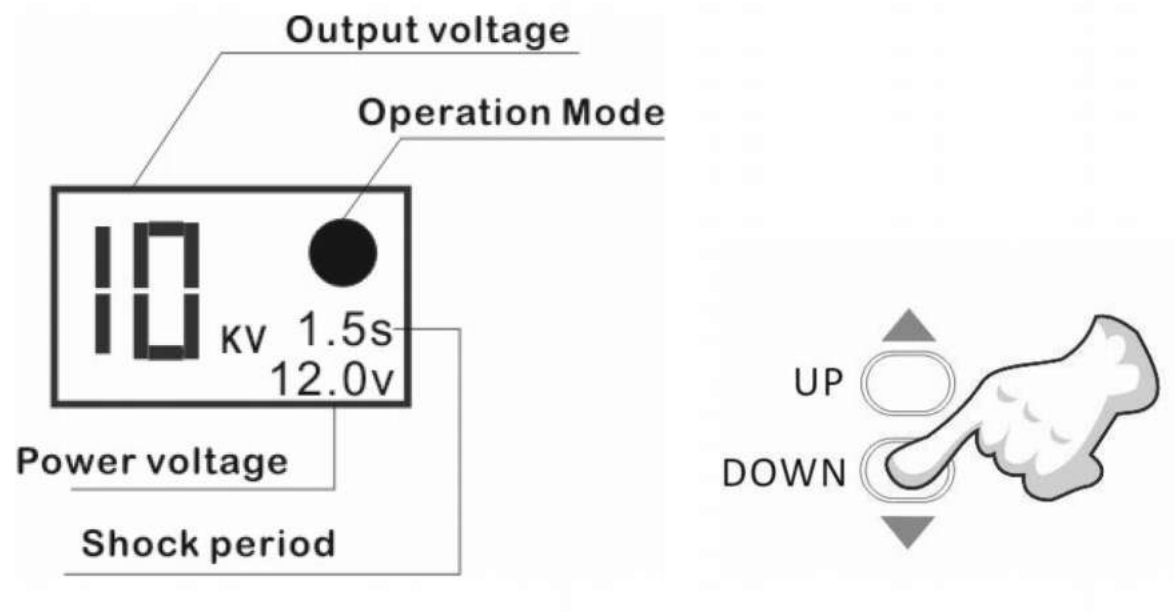 Output voltage
Operation Mode
10 KV 1.5s
12.0v
Power voltage
Shock period
UP
DOWN